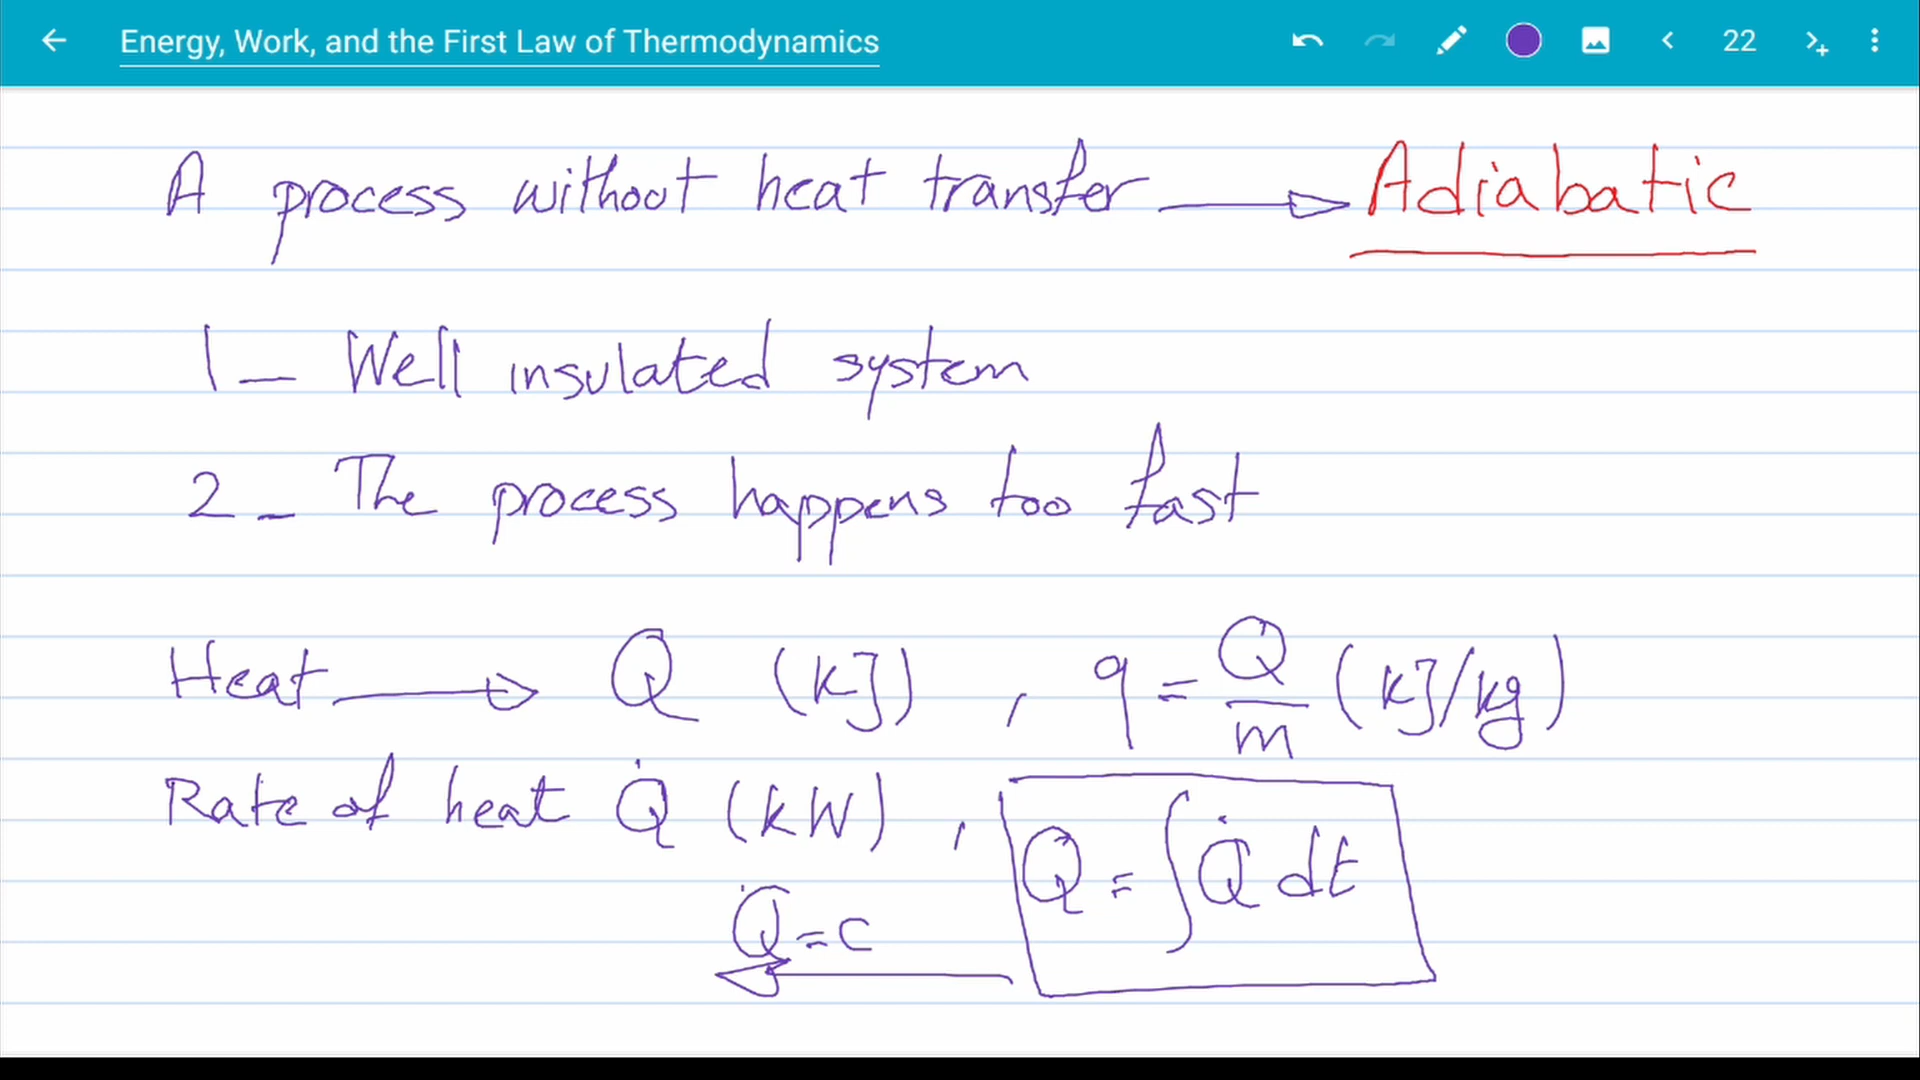 Energy, Work, and the First Law of Thermodynamics 22
A process without heat transfer → Adiabatic
1 - Well insulated system
2 - The process happens too fast
Heat → Q (kJ) , q = Q/m (kJ/kg)
Rate of heat Q̇ (kW) , Q = ∫ Q̇ dt
Q̇ = c